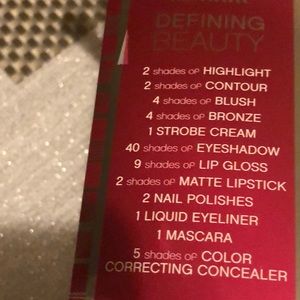 DEFINING
BEAUTY
2 shades of HIGHLIGHT
2 shades of CONTOUR
4 shades of BLUSH
4 shades of BRONZE
1 STROBE CREAM
40 shades of EYESHADOW
9 shades of LIP GLOSS
2 shades of MATTE LIPSTICK
2 NAIL POLISHES
1 LIQUID EYELINER
1 MASCARA
5 shades of COLOR
CORRECTING CONCEALER